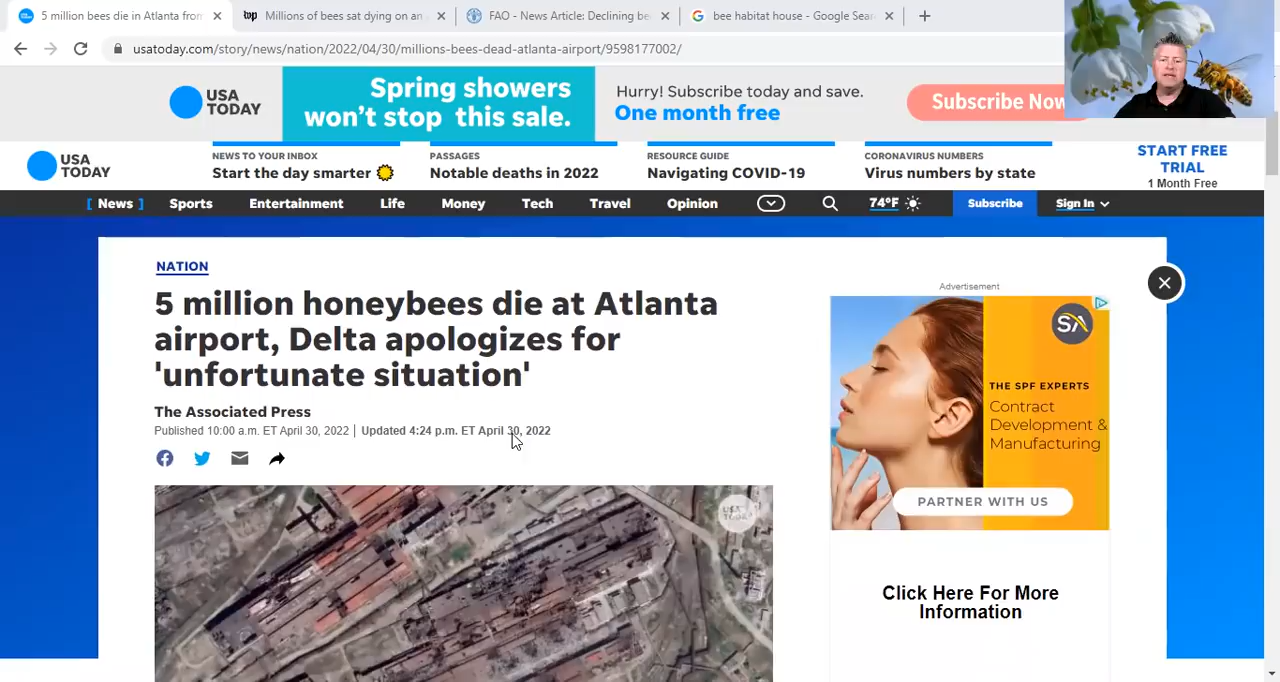 5 million bees die in Atlanta from
Millions of bees sat dying on an
FAO - News Article: Declining be
bee habitat house - Google Sear
usatoday.com/story/news/nation/2022/04/30/millions-bees-dead-atlanta-airport/9598177002/
USA
TODAY
Spring showers
won't stop this sale.
Hurry! Subscribe today and save.
One month free
Subscribe Now
USA
TODAY
NEWS TO YOUR INBOX
Start the day smarter
PASSAGES
Notable deaths in 2022
RESOURCE GUIDE
Navigating COVID-19
CORONAVIRUS NUMBERS
Virus numbers by state
START FREE
TRIAL
1 Month Free
[ News ] Sports Entertainment Life Money Tech Travel Opinion 74°F Subscribe Sign In
NATION
5 million honeybees die at Atlanta
airport, Delta apologizes for
'unfortunate situation'
The Associated Press
Published 10:00 a.m. ET April 30, 2022 | Updated 4:24 p.m. ET April 30, 2022
USA
TODAY
Advertisement
SA
THE SPF EXPERTS
Contract
Development &
Manufacturing
PARTNER WITH US
Click Here For More
Information